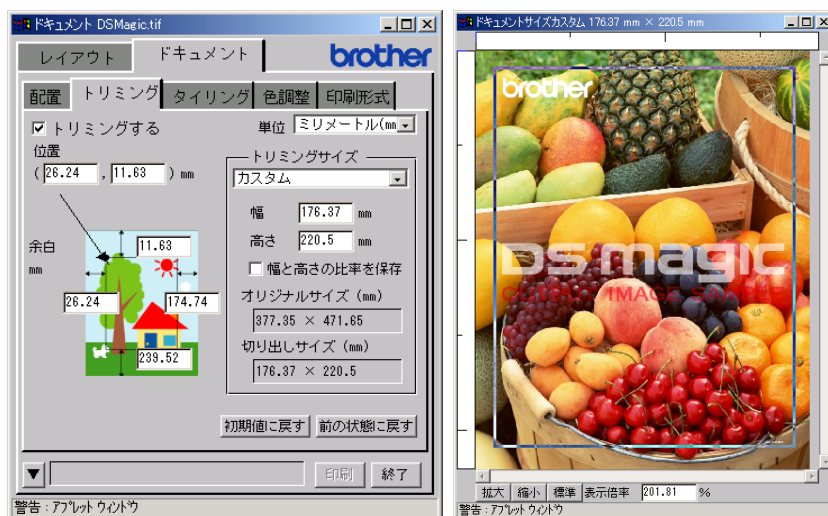 ドキュメント DSMagic.tif
レイアウト ドキュメント brother
配置 トリミング タイリング 色調整 印刷形式
トリミングする 単位 ミリメートル(mm
位置
( 26.24 , 11.63 ) mm
トリミングサイズ
カスタム
幅 176.37 mm
高さ 220.5 mm
幅と高さの比率を保存
オリジナルサイズ (mm)
377.35 × 471.65
切り出しサイズ (mm)
176.37 × 220.5
余白
mm
11.63
26.24 174.74
239.52
初期値に戻す 前の状態に戻す
印刷 終了
警告 : アプレット ウィンドウ
ドキュメントサイズカスタム 176.37 mm × 220.5 mm
brother
DS magic
OUTPUT IMAGE SAMPLE
拡大 縮小 標準 表示倍率 201.81 %
警告 : アプレット ウィンドウ